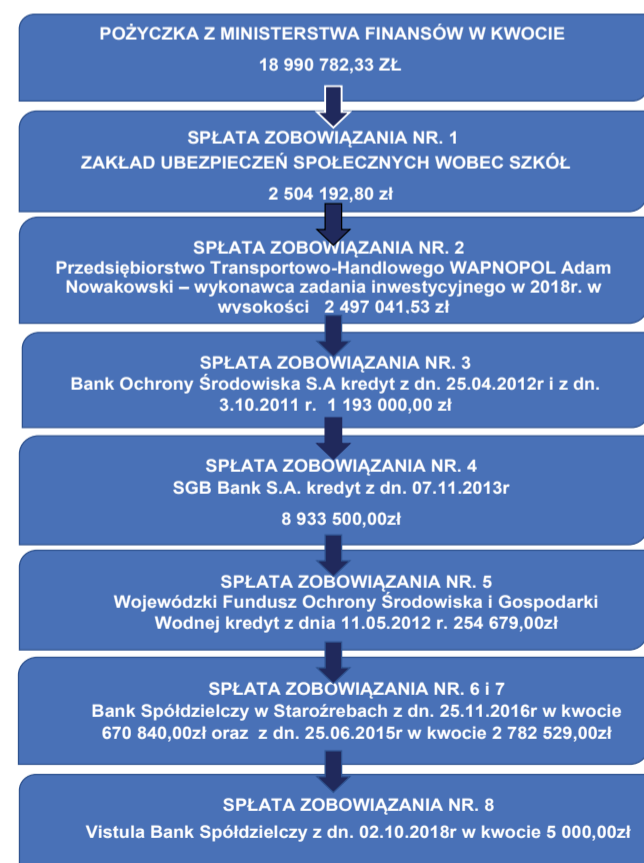 POŻYCZKA Z MINISTERSTWA FINANSÓW W KWOCIE
18 990 782,33 ZŁ
SPŁATA ZOBOWIĄZANIA NR. 1
ZAKŁAD UBEZPIECZEŃ SPOŁECZNYCH WOBEC SZKÓŁ
2 504 192,80 zł
SPŁATA ZOBOWIĄZANIA NR. 2
Przedsiębiorstwo Transportowo-Handlowego WAPNOPOL Adam
Nowakowski – wykonawca zadania inwestycyjnego w 2018r. w
wysokości 2 497 041,53 zł
SPŁATA ZOBOWIĄZANIA NR. 3
Bank Ochrony Środowiska S.A kredyt z dn. 25.04.2012r i z dn.
3.10.2011 r. 1 193 000,00 zł
SPŁATA ZOBOWIĄZANIA NR. 4
SGB Bank S.A. kredyt z dn. 07.11.2013r
8 933 500,00zł
SPŁATA ZOBOWIĄZANIA NR. 5
Wojewódzki Fundusz Ochrony Środowiska i Gospodarki
Wodnej kredyt z dnia 11.05.2012 r. 254 679,00zł
SPŁATA ZOBOWIĄZANIA NR. 6 i 7
Bank Spółdzielczy w Staroźrebach z dn. 25.11.2016r w kwocie
670 840,00zł oraz z dn. 25.06.2015r w kwocie 2 782 529,00zł
SPŁATA ZOBOWIĄZANIA NR. 8
Vistula Bank Spółdzielczy z dn. 02.10.2018r w kwocie 5 000,00zł